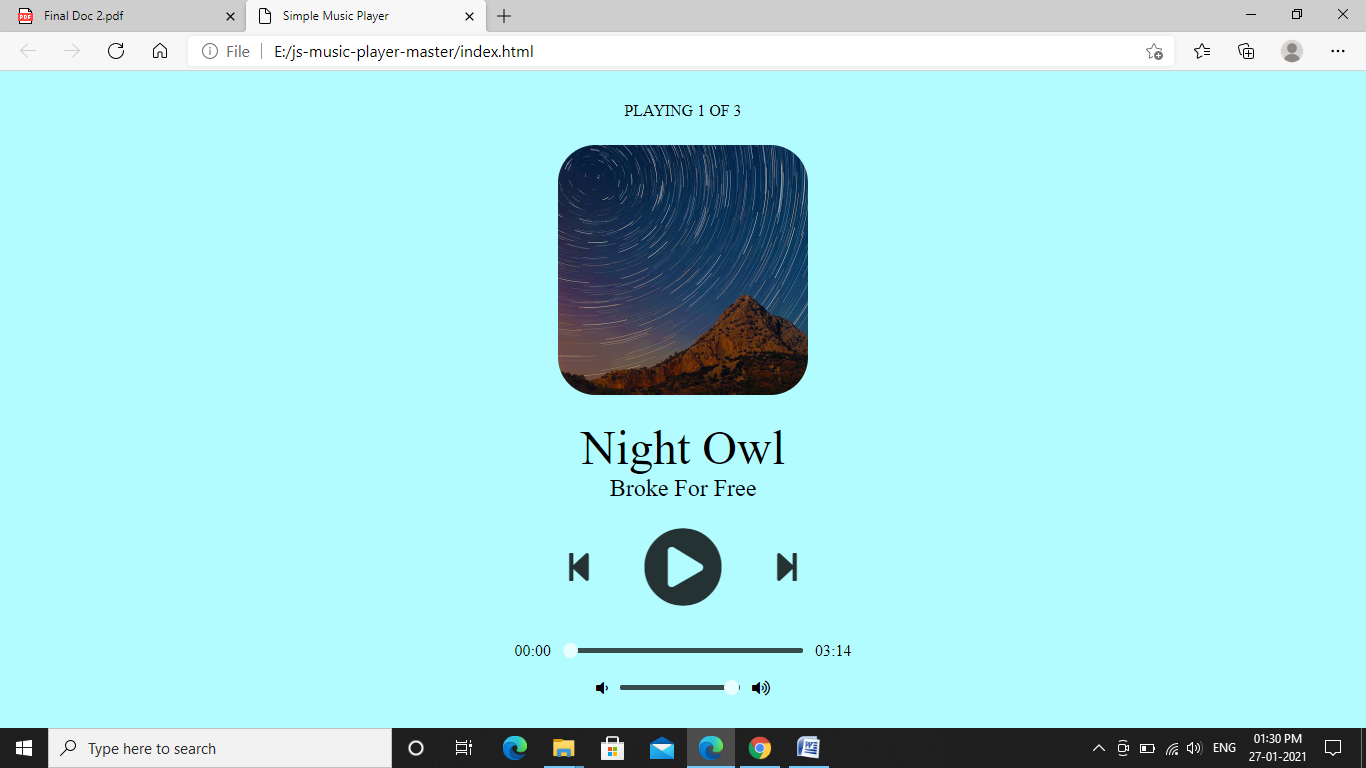 Final Doc 2.pdf
Simple Music Player
File
E:/js-music-player-master/index.html
PLAYING 1 OF 3
Night Owl
Broke For Free
00:00 03:14
Type here to search
ENG
01:30 PM
27-01-2021